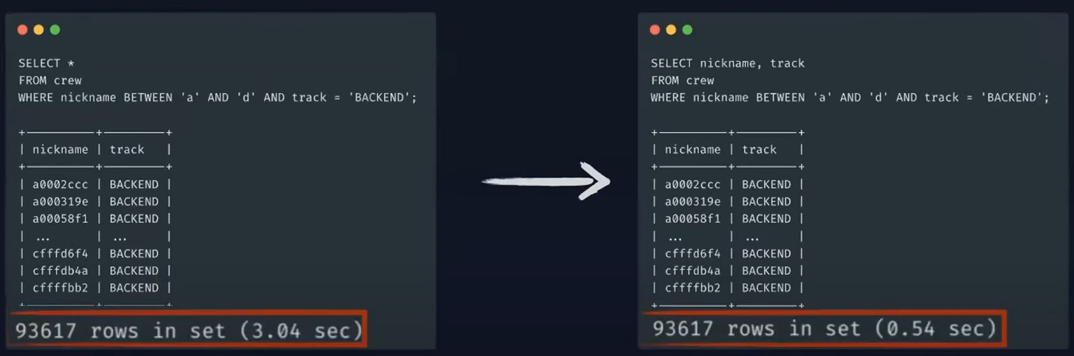 SELECT *
FROM crew
WHERE nickname BETWEEN 'a' AND 'd' AND track = 'BACKEND';
+----------+---------+
| nickname | track   |
+----------+---------+
| a0002ccc | BACKEND |
| a000319e | BACKEND |
| a00058f1 | BACKEND |
| ...      | ...     |
| cfffd6f4 | BACKEND |
| cfffdb4a | BACKEND |
| cffffbb2 | BACKEND |
+----------+---------+
93617 rows in set (3.04 sec)
SELECT nickname, track
FROM crew
WHERE nickname BETWEEN 'a' AND 'd' AND track = 'BACKEND';
+----------+---------+
| nickname | track   |
+----------+---------+
| a0002ccc | BACKEND |
| a000319e | BACKEND |
| a00058f1 | BACKEND |
| ...      | ...     |
| cfffd6f4 | BACKEND |
| cfffdb4a | BACKEND |
| cffffbb2 | BACKEND |
+----------+---------+
93617 rows in set (0.54 sec)